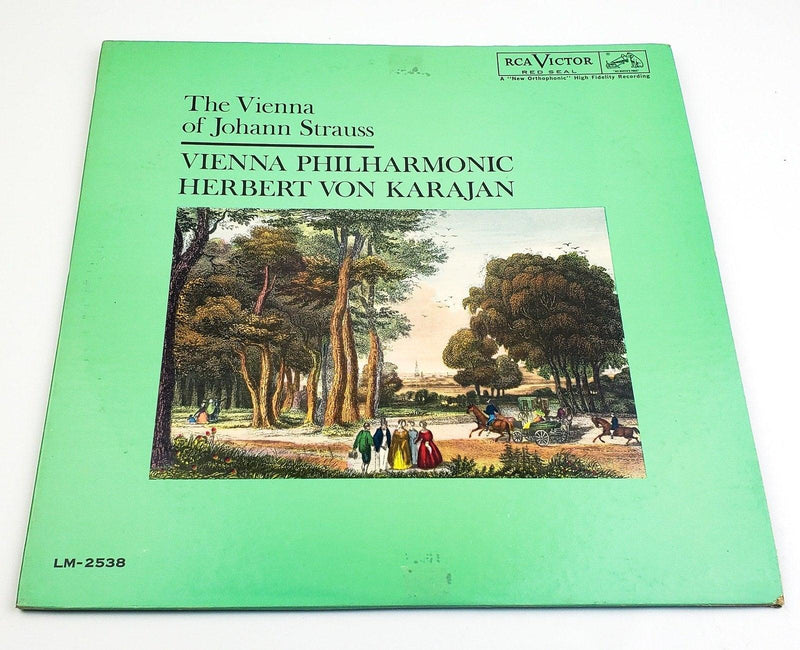 RCA VICTOR
RED SEAL
A "New Orthophonic" High Fidelity Recording
The Vienna
of Johann Strauss
VIENNA PHILHARMONIC
HERBERT VON KARAJAN
LM-2538